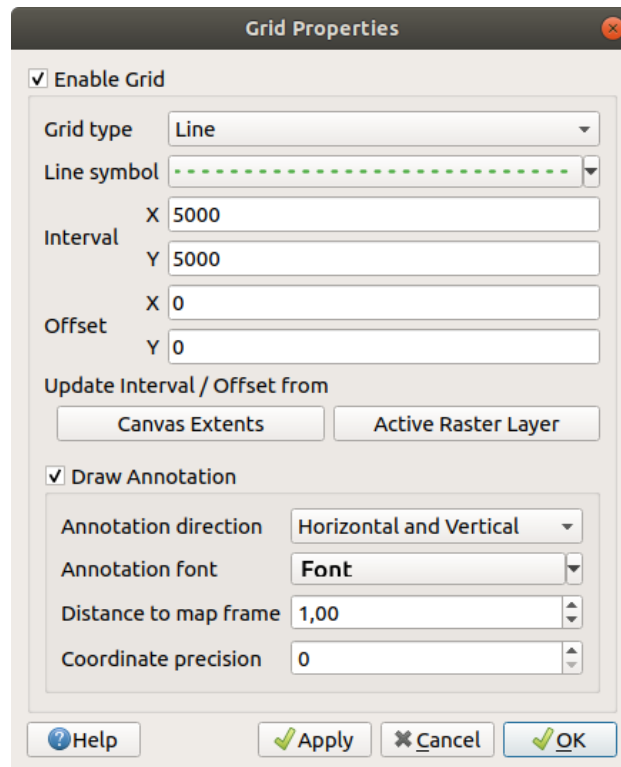 Grid Properties
Enable Grid
Grid type Line
Line symbol
Interval
X 5000
Y 5000
Offset
X 0
Y 0
Update Interval / Offset from
Canvas Extents Active Raster Layer
Draw Annotation
Annotation direction Horizontal and Vertical
Annotation font Font
Distance to map frame 1,00
Coordinate precision 0
Help Apply Cancel OK